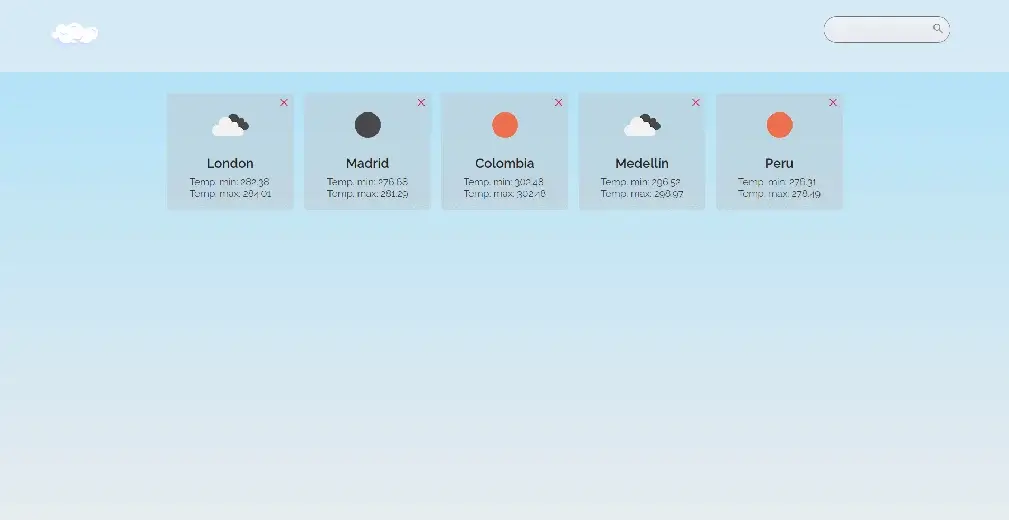 London
Temp. min: 282.38
Temp. max: 284.01
Madrid
Temp. min: 276.68
Temp. max: 281.29
Colombia
Temp. min: 302.48
Temp. max: 302.48
Medellin
Temp. min: 296.52
Temp. max: 296.97
Peru
Temp. min: 276.31
Temp. max: 278.49